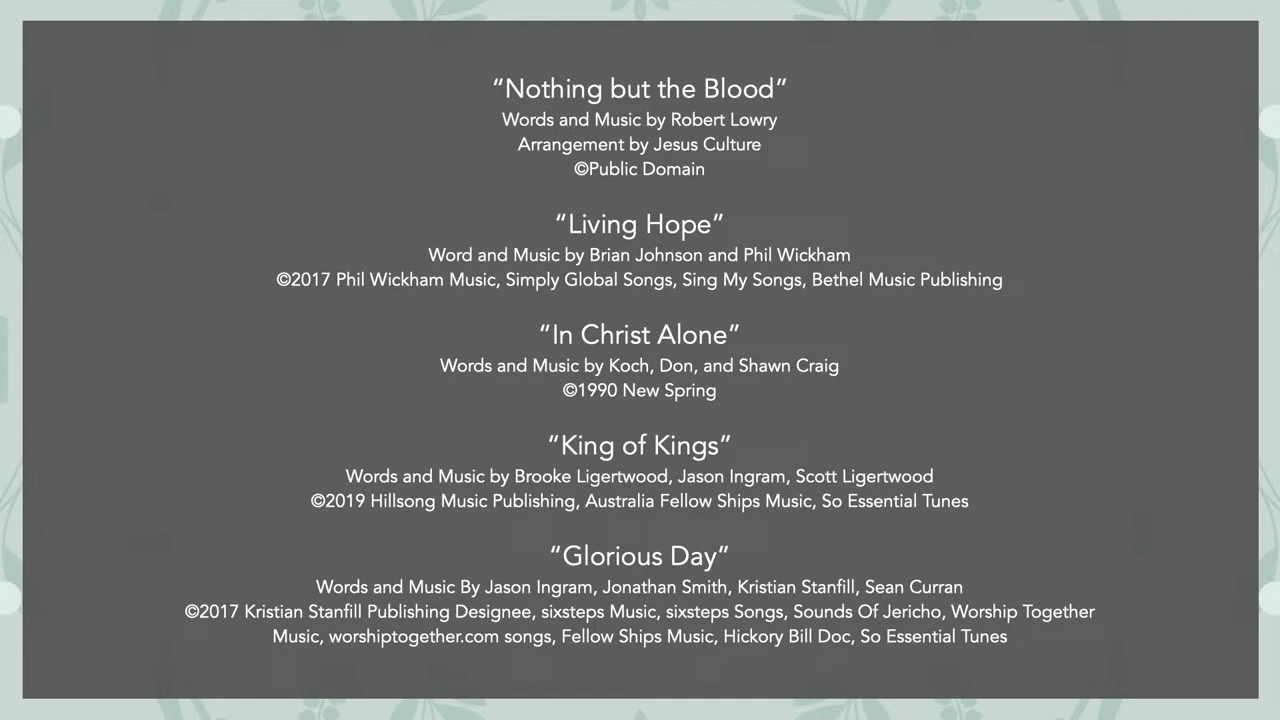 “Nothing but the Blood”
Words and Music by Robert Lowry
Arrangement by Jesus Culture
©Public Domain
“Living Hope”
Word and Music by Brian Johnson and Phil Wickham
©2017 Phil Wickham Music, Simply Global Songs, Sing My Songs, Bethel Music Publishing
“In Christ Alone”
Words and Music by Koch, Don, and Shawn Craig
©1990 New Spring
“King of Kings”
Words and Music by Brooke Ligertwood, Jason Ingram, Scott Ligertwood
©2019 Hillsong Music Publishing, Australia Fellow Ships Music, So Essential Tunes
“Glorious Day”
Words and Music By Jason Ingram, Jonathan Smith, Kristian Stanfill, Sean Curran
©2017 Kristian Stanfill Publishing Designee, sixsteps Music, sixsteps Songs, Sounds Of Jericho, Worship Together
Music, worshiptogether.com songs, Fellow Ships Music, Hickory Bill Doc, So Essential Tunes